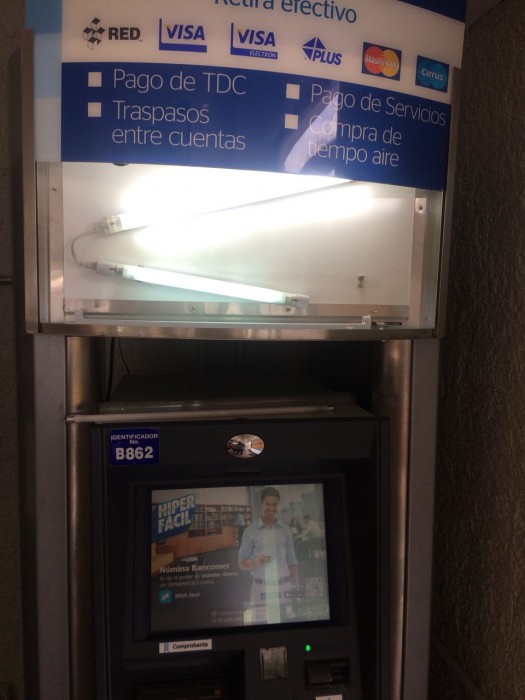 Retira efectivo
RED
VISA
VISA
ELECTRON
PLUS
MasterCard
Cirrus
Pago de TDC
Traspasos
entre cuentas
Pago de Servicios
Compra de
tiempo aire
IDENTIFICADOR
No.
B862
HIPER
FÁCIL
Nómina Bancomer
Comprobante